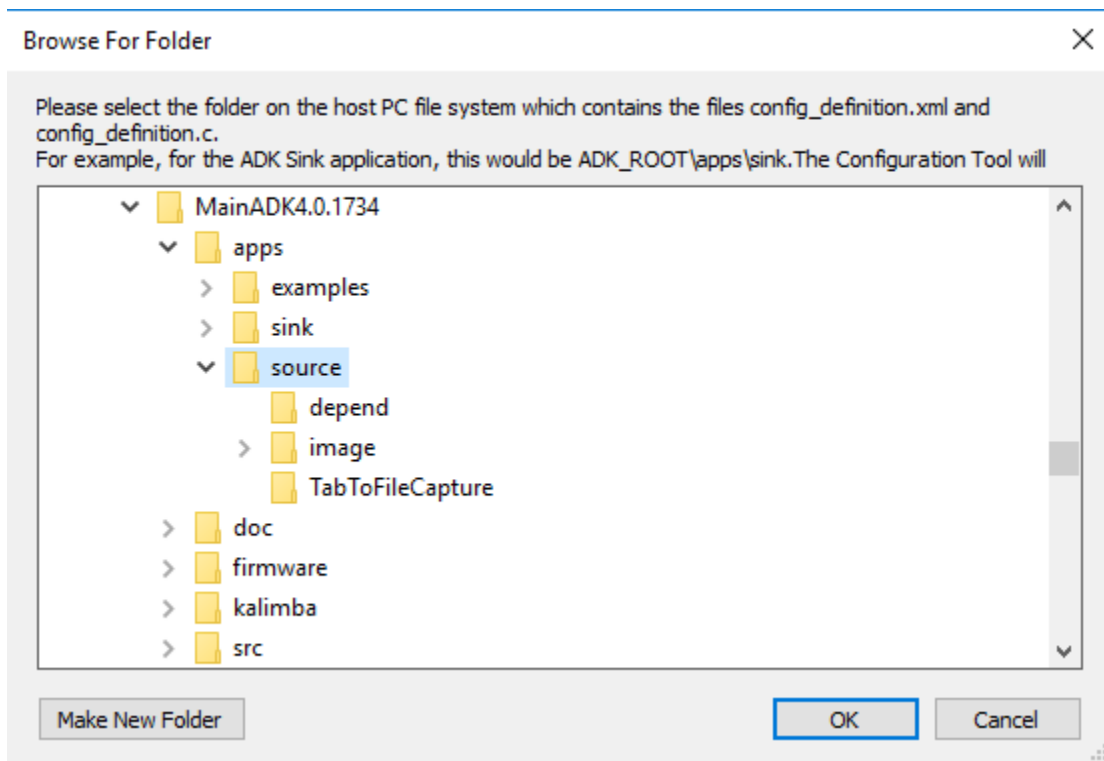 Browse For Folder
Please select the folder on the host PC file system which contains the files config_definition.xml and
config_definition.c.
For example, for the ADK Sink application, this would be ADK_ROOT\apps\sink.The Configuration Tool will
MainADK4.0.1734
apps
examples
sink
source
depend
image
TabToFileCapture
doc
firmware
kalimba
src
Make New Folder
OK
Cancel